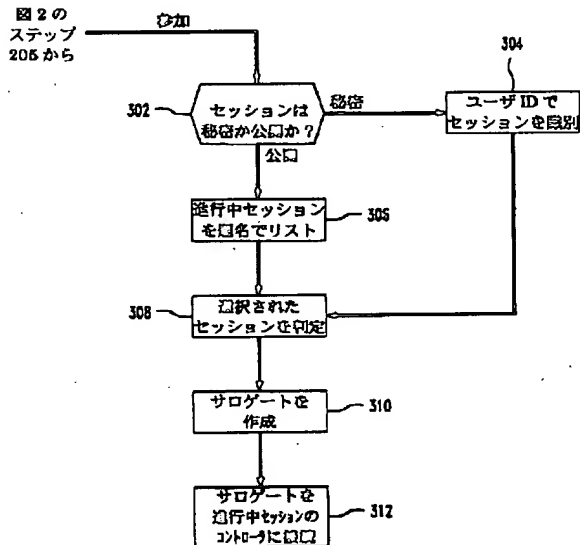 図2の
ステップ
205から
参加
302
セッションは
秘密か公開か?
秘密
公開
304
ユーザIDで
セッションを識別
進行中セッション
を題名でリスト
305
308
選択された
セッションを判定
サロゲートを
作成
310
サロゲートを
進行中セッションの
コントローラに
312